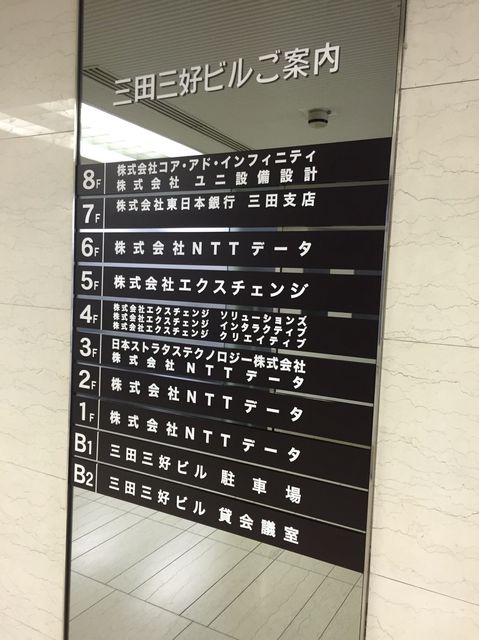 三田三好ビルご案内
8F 株式会社コア・アド・インフィニティ
株式会社 ユニ設備設計
7F 株式会社東日本銀行 三田支店
6F 株式会社NTTデータ
5F 株式会社エクスチェンジ
4F 株式会社エクスチェンジ ソリューションズ
株式会社エクスチェンジ インタラクティブ
株式会社エクスチェンジ クリエイティブ
3F 日本ストラタステクノロジー株式会社
株式会社NTTデータ
2F 株式会社NTTデータ
1F 株式会社NTTデータ
B1 三田三好ビル 駐車場
B2 三田三好ビル 貸会議室